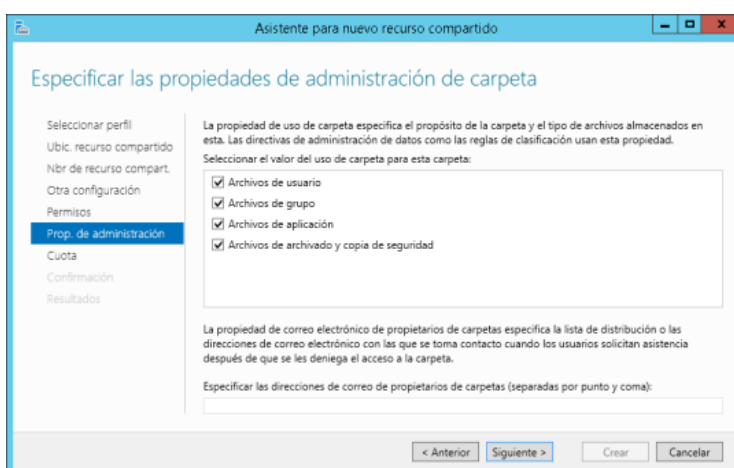 Asistente para nuevo recurso compartido
Especificar las propiedades de administración de carpeta
Seleccionar perfil
Ubic. recurso compartido
Nbr de recurso compart.
Otra configuración
Permisos
Prop. de administración
Cuota
Confirmación
Resultados
La propiedad de uso de carpeta especifica el propósito de la carpeta y el tipo de archivos almacenados en
esta. Las directivas de administración de datos como las reglas de clasificación usan esta propiedad.
Seleccionar el valor del uso de carpeta para esta carpeta:
Archivos de usuario
Archivos de grupo
Archivos de aplicación
Archivos de archivado y copia de seguridad
La propiedad de correo electrónico de propietarios de carpetas especifica la lista de distribución o las
direcciones de correo electrónico con las que se toma contacto cuando los usuarios solicitan asistencia
después de que se les deniega el acceso a la carpeta.
Especificar las direcciones de correo de propietarios de carpetas (separadas por punto y coma):
< Anterior
Siguiente >
Crear
Cancelar